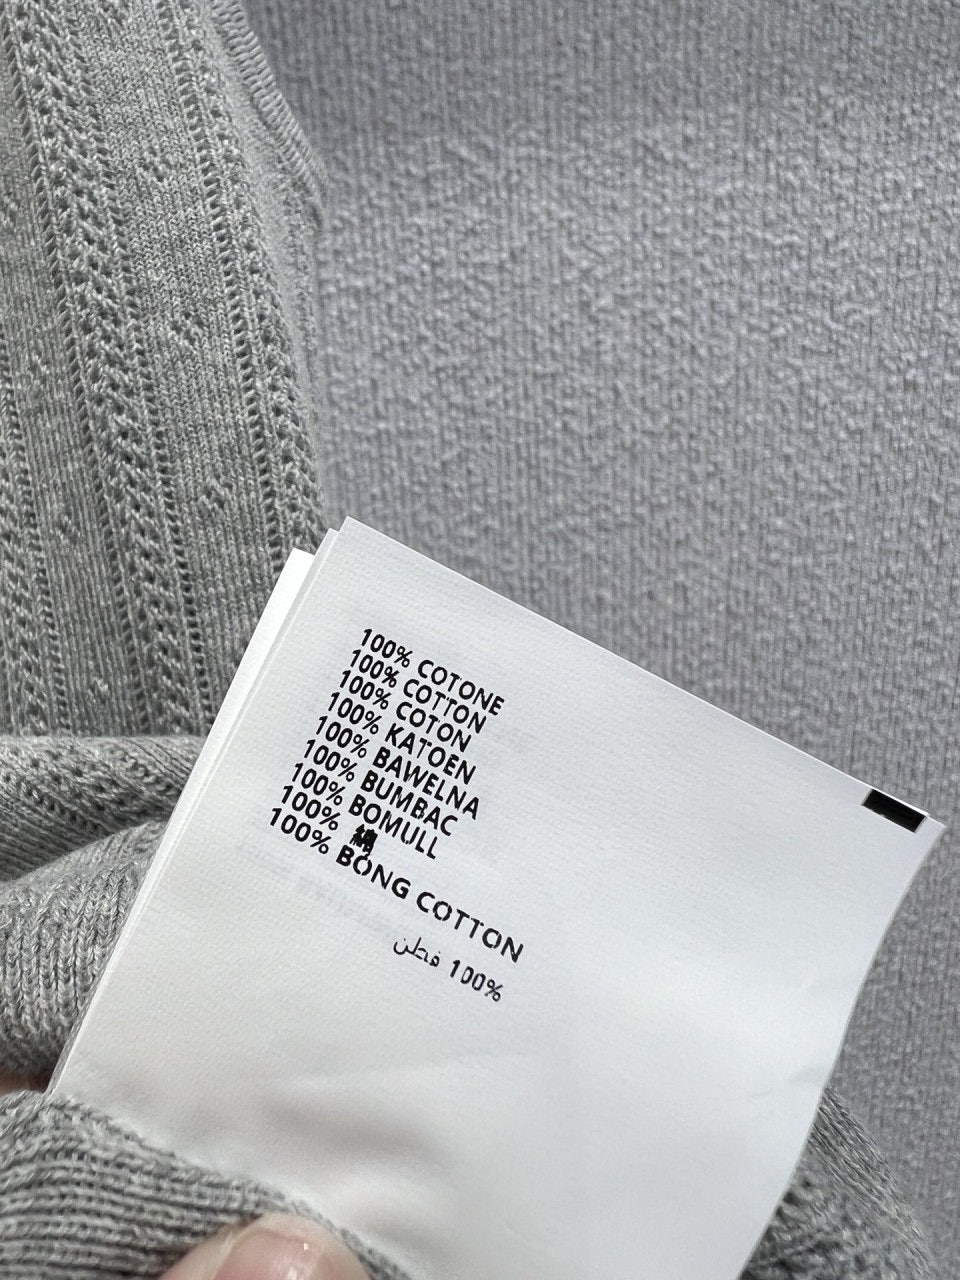 100% COTONE
100% COTTON
100% COTON
100% KATOEN
100% BAWELNA
100% BUMBAC
100% BOMULL
100% 綿
100% BÔNG COTTON
100% قطن